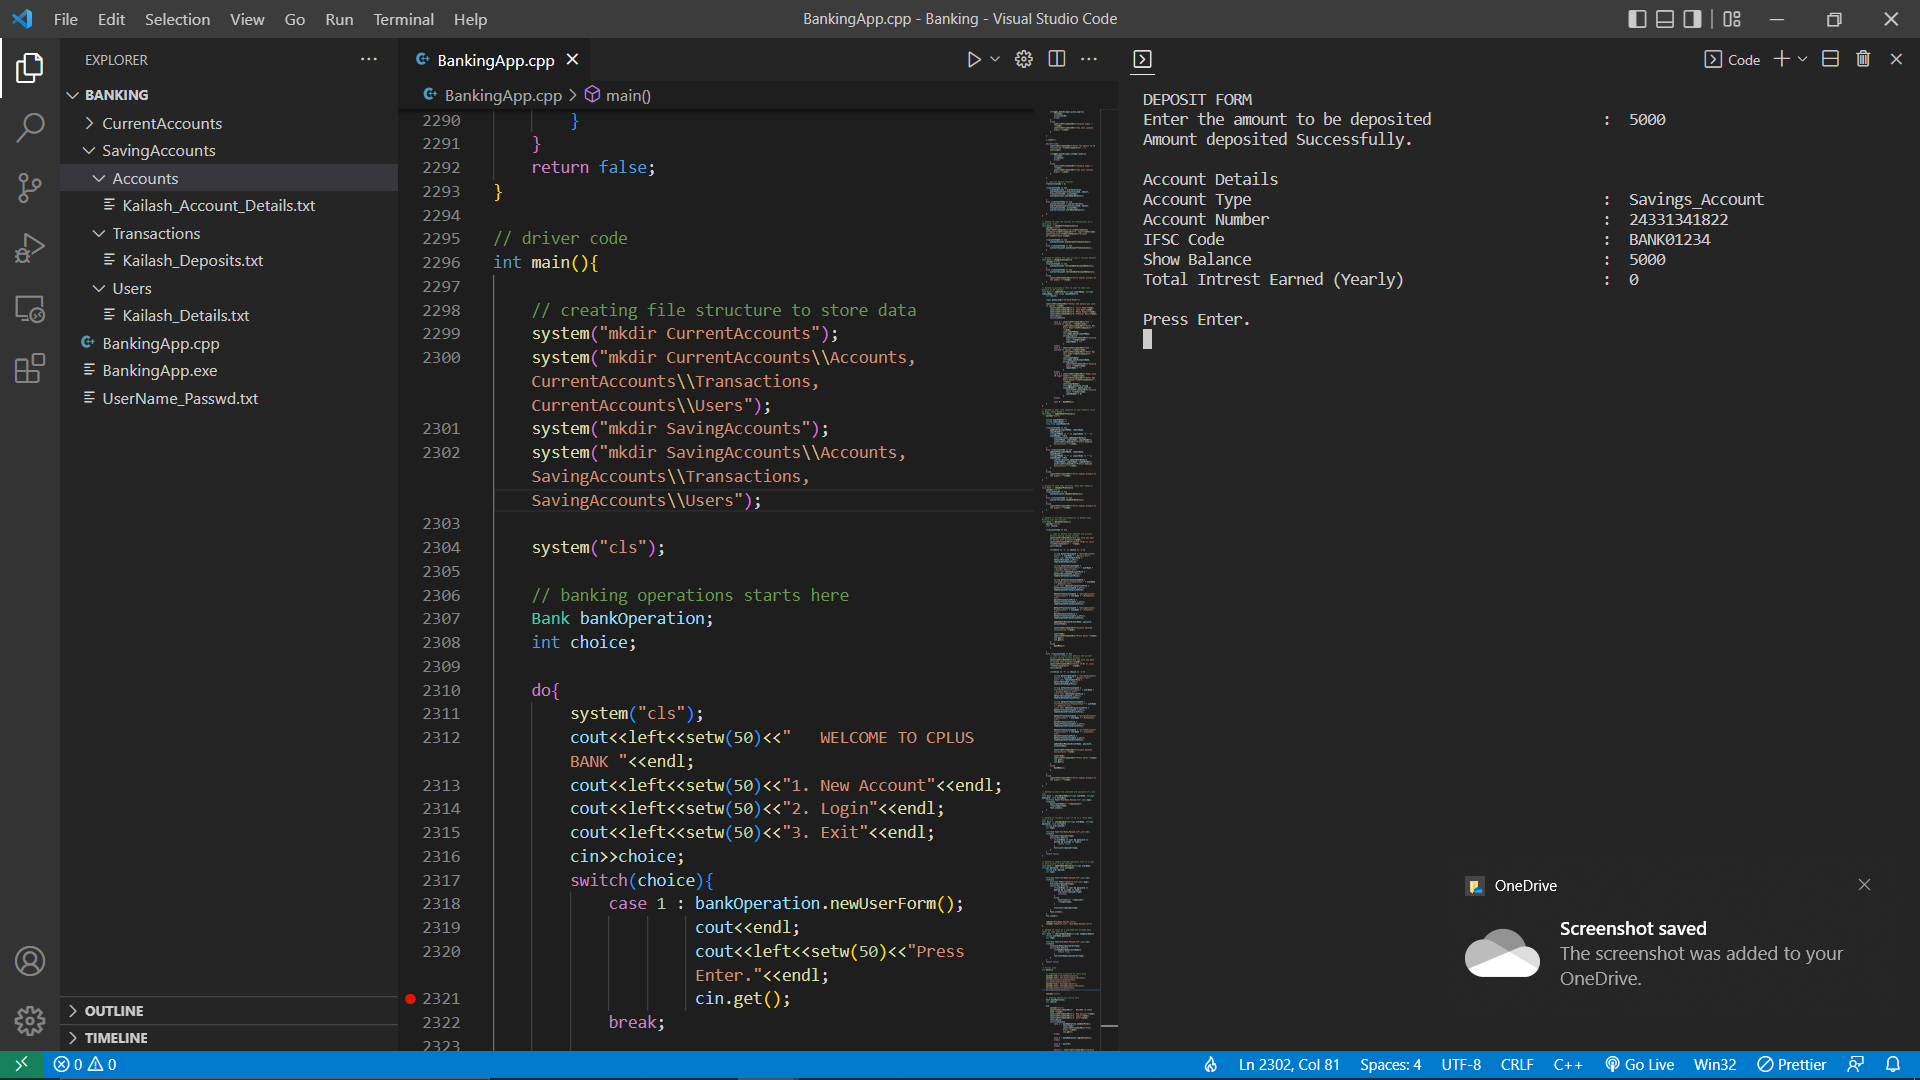 File Edit Selection View Go Run Terminal Help
BankingApp.cpp - Banking - Visual Studio Code
EXPLORER
BANKING
CurrentAccounts
SavingAccounts
Accounts
Kailash_Account_Details.txt
Transactions
Kailash_Deposits.txt
Users
Kailash_Details.txt
BankingApp.cpp
BankingApp.exe
UserName_Passwd.txt
OUTLINE
TIMELINE
BankingApp.cpp
BankingApp.cpp > main()
2290 }
2291 }
2292 return false;
2293 }
2294
2295 // driver code
2296 int main(){
2297
2298 // creating file structure to store data
2299 system("mkdir CurrentAccounts");
2300 system("mkdir CurrentAccounts\\Accounts,
CurrentAccounts\\Transactions,
CurrentAccounts\\Users");
2301 system("mkdir SavingAccounts");
2302 system("mkdir SavingAccounts\\Accounts,
SavingAccounts\\Transactions,
SavingAccounts\\Users");
2303
2304 system("cls");
2305
2306 // banking operations starts here
2307 Bank bankOperation;
2308 int choice;
2309
2310 do{
2311 system("cls");
2312 cout<<left<<setw(50)<<"   WELCOME TO CPLUS
BANK "<<endl;
2313 cout<<left<<setw(50)<<"1. New Account"<<endl;
2314 cout<<left<<setw(50)<<"2. Login"<<endl;
2315 cout<<left<<setw(50)<<"3. Exit"<<endl;
2316 cin>>choice;
2317 switch(choice){
2318 case 1 : bankOperation.newUserForm();
2319 cout<<endl;
2320 cout<<left<<setw(50)<<"Press
Enter."<<endl;
2321 cin.get();
2322 break;
2323
Code
DEPOSIT FORM
Enter the amount to be deposited : 5000
Amount deposited Successfully.
Account Details
Account Type : Savings_Account
Account Number : 24331341822
IFSC Code : BANK01234
Show Balance : 5000
Total Intrest Earned (Yearly) : 0
Press Enter.
OneDrive
Screenshot saved
The screenshot was added to your
OneDrive.
0 0
Ln 2302, Col 81 Spaces: 4 UTF-8 CRLF C++ Go Live Win32 Prettier